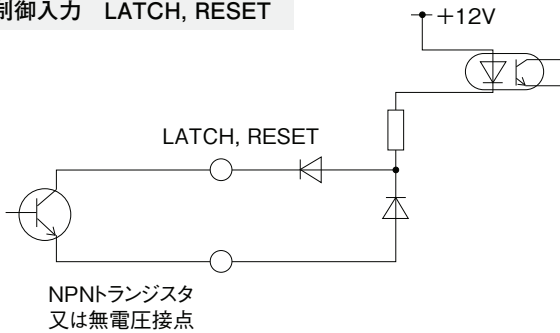 制御入力　LATCH, RESET
+12V
LATCH, RESET
NPNトランジスタ
又は無電圧接点